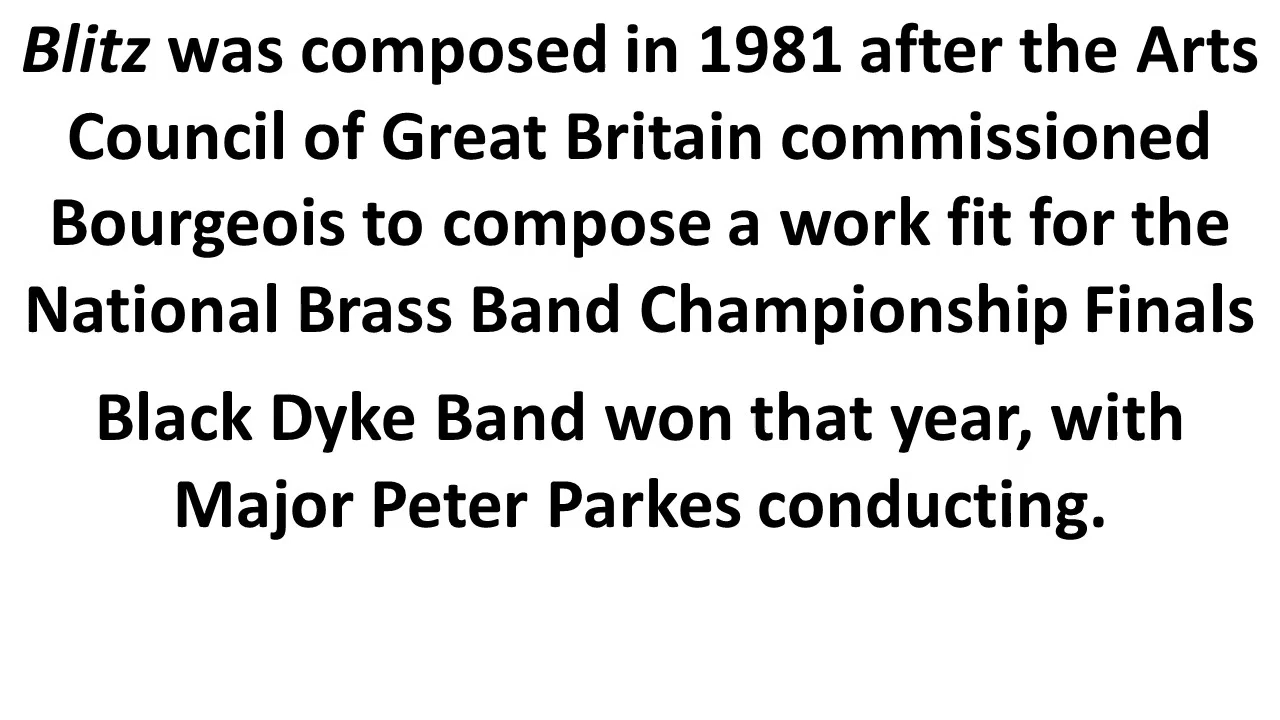 Blitz was composed in 1981 after the Arts
Council of Great Britain commissioned
Bourgeois to compose a work fit for the
National Brass Band Championship Finals
Black Dyke Band won that year, with
Major Peter Parkes conducting.